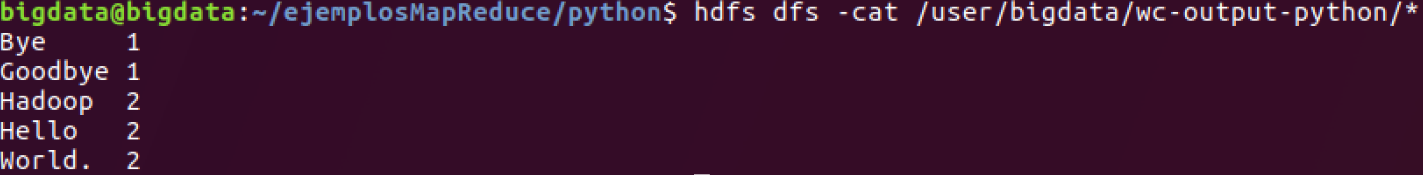 bigdata@bigdata:~/ejemplosMapReduce/python$ hdfs dfs -cat /user/bigdata/wc-output-python/*
Bye 1
Goodbye 1
Hadoop 2
Hello 2
World. 2